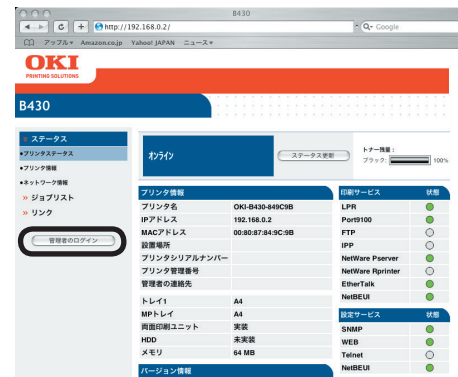 B430
http://192.168.0.2/
Q- Google
アップル▼ Amazon.co.jp Yahoo! JAPAN ニュース▼
OKI
PRINTING SOLUTIONS
B430
ステータス
●プリンタステータス
●プリンタ情報
●ネットワーク情報
» ジョブリスト
» リンク
管理者のログイン
オンライン
ステータス更新
トナー残量：
ブラック: 100%
プリンタ情報
プリンタ名 OKI-B430-849C9B
IPアドレス 192.168.0.2
MACアドレス 00:80:87:84:9C:9B
設置場所
プリンタシリアルナンバー
プリンタ管理番号
管理者の連絡先
トレイ1 A4
MPトレイ A4
両面印刷ユニット 実装
HDD 未実装
メモリ 64 MB
バージョン情報
印刷サービス 状態
LPR
Port9100
FTP
IPP
NetWare Pserver
NetWare Rprinter
EtherTalk
NetBEUI
設定サービス 状態
SNMP
WEB
Telnet
NetBEUI